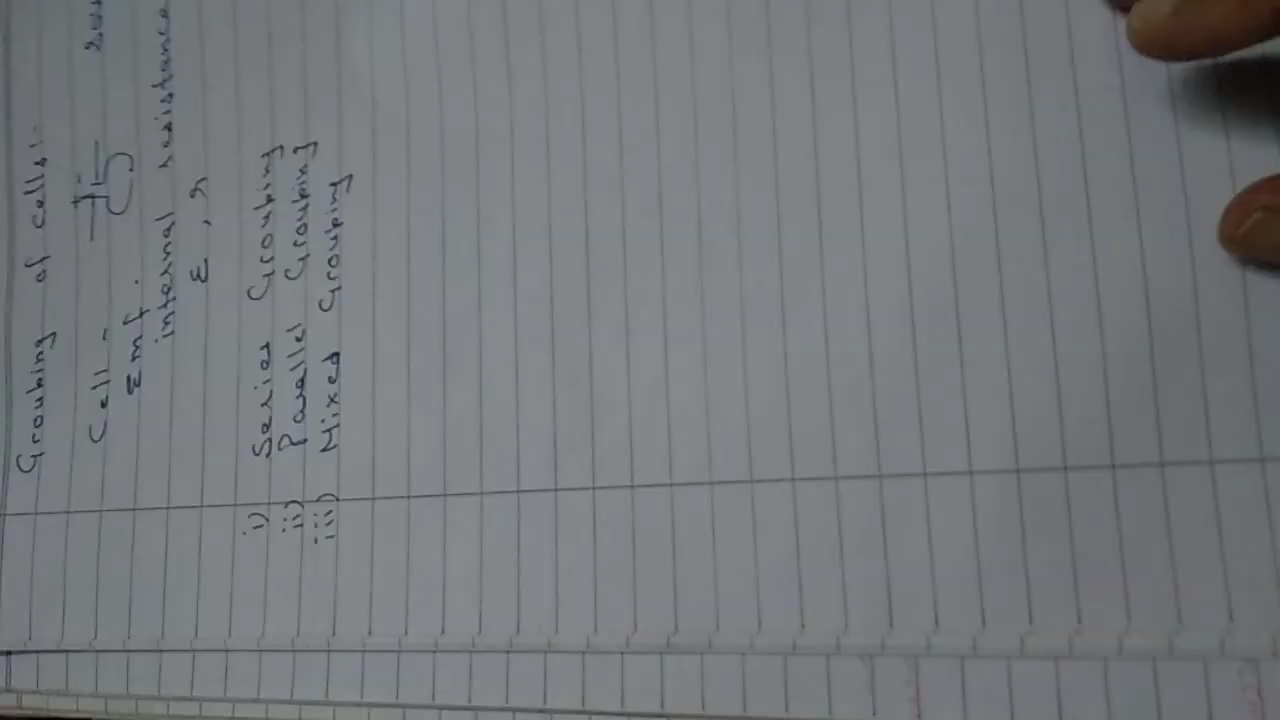 Grouping of cells:-
Cell -
Emf.
internal resistance
ε, r
i) Series Grouping
ii) Parallel Grouping
iii) Mixed Grouping